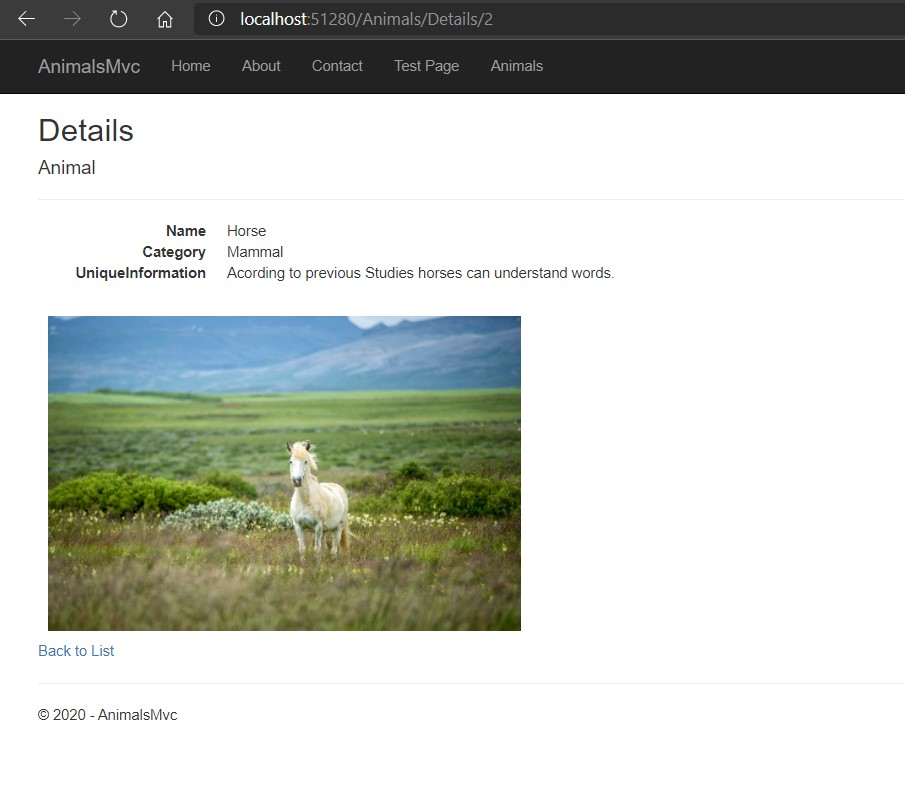 localhost:51280/Animals/Details/2
AnimalsMvc Home About Contact Test Page Animals
Details
Animal
Name Horse
Category Mammal
UniqueInformation Acording to previous Studies horses can understand words.
Back to List
© 2020 - AnimalsMvc